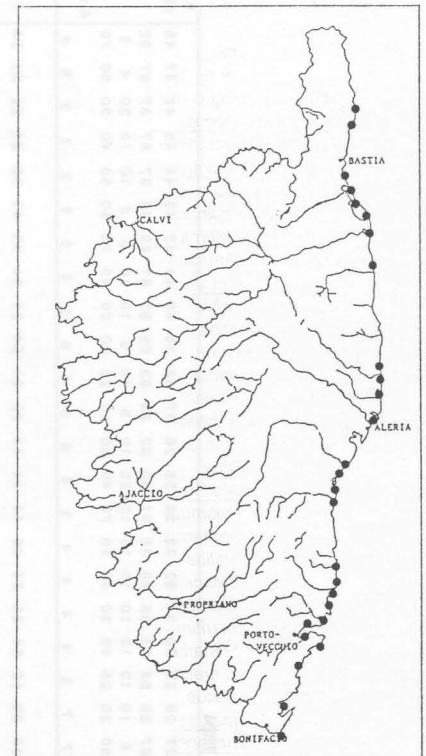 BASTIA
CALVI
ALERIA
AJACCIO
PROPRIANO
PORTO-
VECCHIO
BONIFACIO